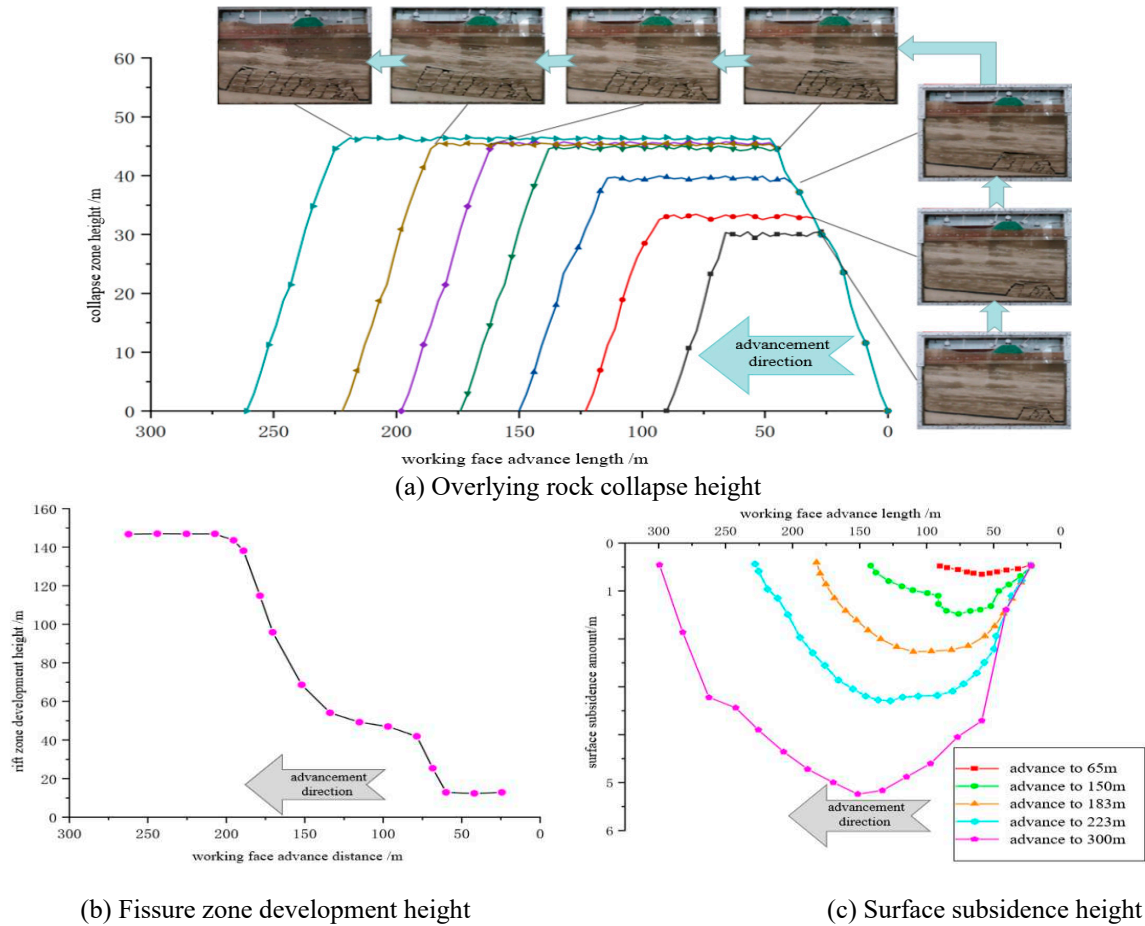 60
50
40
30
20
10
0
collapse zone height /m
advancement
direction
300 250 200 150 100 50 0
working face advance length /m
(a) Overlying rock collapse height
160
140
120
100
80
60
40
20
0
rift zone development height/m
advancement
direction
300 250 200 150 100 50 0
working face advance distance /m
(b) Fissure zone development height
working face advance length /m
300 250 200 150 100 50 0
0
1
5
6
surface subsidence amount/m
advancement
direction
advance to 65m
advance to 150m
advance to 183m
advance to 223m
advance to 300m
(c) Surface subsidence height